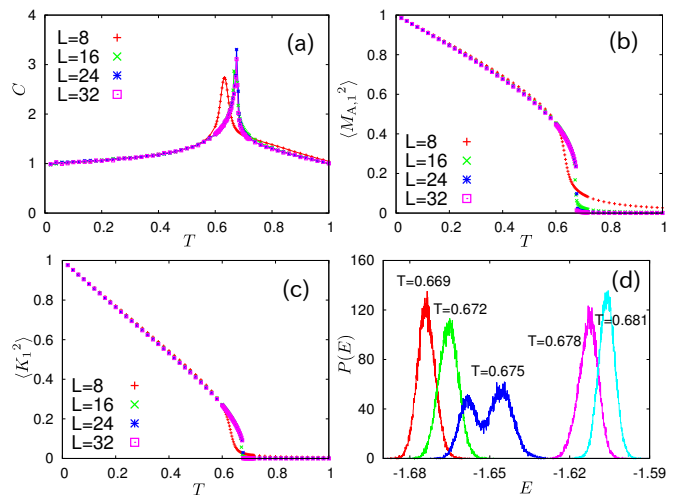 4
3
2
1
0
C
L=8
L=16
L=24
L=32
(a)
0 0.2 0.4 0.6 0.8 1
T
1
0.8
0.6
0.4
0.2
0
⟨M_{A,1}^2⟩
(b)
L=8
L=16
L=24
L=32
0 0.2 0.4 0.6 0.8 1
T
1
0.8
0.6
0.4
0.2
0
⟨K_1^2⟩
(c)
L=8
L=16
L=24
L=32
0 0.2 0.4 0.6 0.8 1
T
160
120
80
40
0
P(E)
(d)
T=0.669
T=0.672
T=0.675
T=0.678
T=0.681
-1.68 -1.65 -1.62 -1.59
E